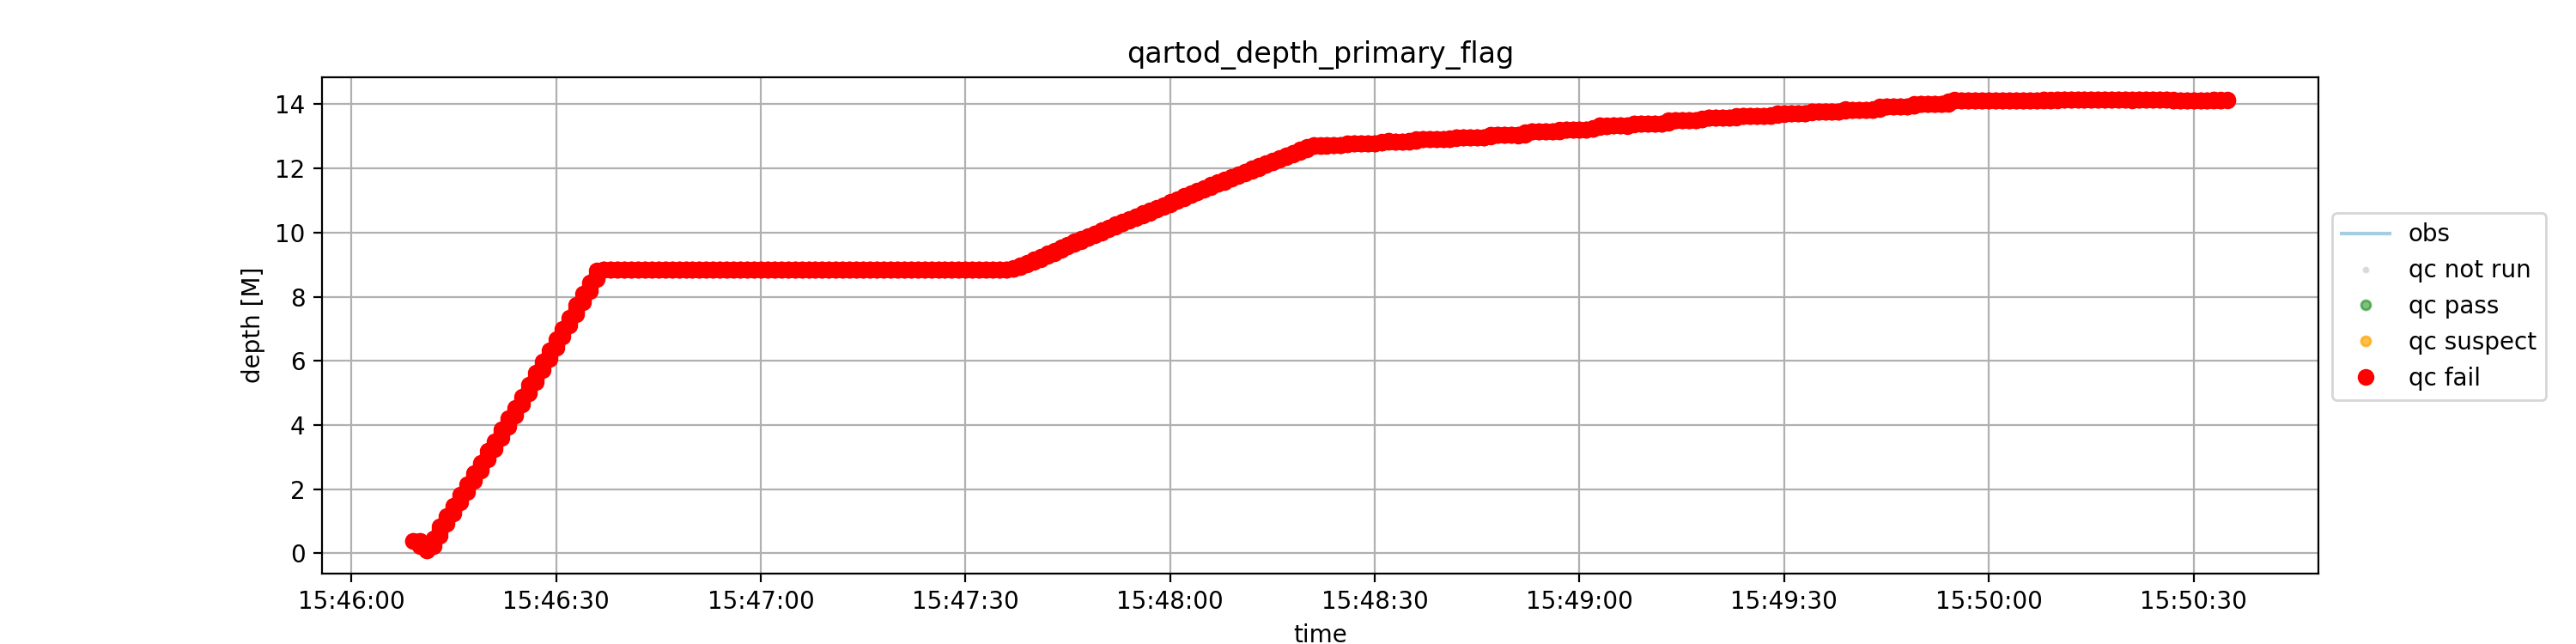 qartod_depth_primary_flag
depth [M]
14
12
10
8
6
4
2
0
15:46:00 15:46:30 15:47:00 15:47:30 15:48:00 15:48:30 15:49:00 15:49:30 15:50:00 15:50:30
time
obs
qc not run
qc pass
qc suspect
qc fail